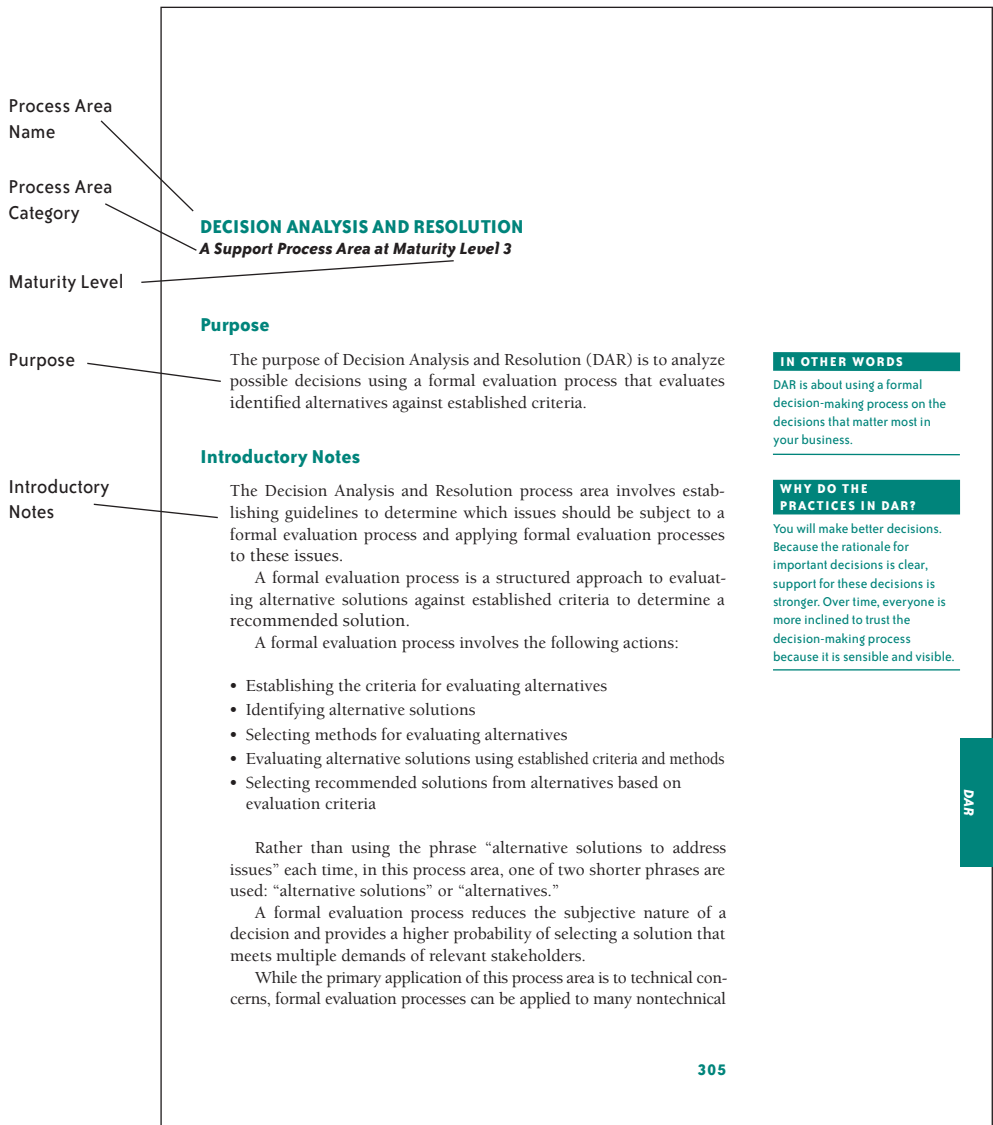 Process Area
Name
Process Area
Category
Maturity Level
Purpose
Introductory
Notes
DECISION ANALYSIS AND RESOLUTION
A Support Process Area at Maturity Level 3
Purpose
The purpose of Decision Analysis and Resolution (DAR) is to analyze
possible decisions using a formal evaluation process that evaluates
identified alternatives against established criteria.
Introductory Notes
The Decision Analysis and Resolution process area involves estab-
lishing guidelines to determine which issues should be subject to a
formal evaluation process and applying formal evaluation processes
to these issues.
A formal evaluation process is a structured approach to evaluat-
ing alternative solutions against established criteria to determine a
recommended solution.
A formal evaluation process involves the following actions:
• Establishing the criteria for evaluating alternatives
• Identifying alternative solutions
• Selecting methods for evaluating alternatives
• Evaluating alternative solutions using established criteria and methods
• Selecting recommended solutions from alternatives based on
evaluation criteria
Rather than using the phrase “alternative solutions to address
issues” each time, in this process area, one of two shorter phrases are
used: “alternative solutions” or “alternatives.”
A formal evaluation process reduces the subjective nature of a
decision and provides a higher probability of selecting a solution that
meets multiple demands of relevant stakeholders.
While the primary application of this process area is to technical con-
cerns, formal evaluation processes can be applied to many nontechnical
IN OTHER WORDS
DAR is about using a formal
decision-making process on the
decisions that matter most in
your business.
WHY DO THE
PRACTICES IN DAR?
You will make better decisions.
Because the rationale for
important decisions is clear,
support for these decisions is
stronger. Over time, everyone is
more inclined to trust the
decision-making process
because it is sensible and visible.
DAR
305